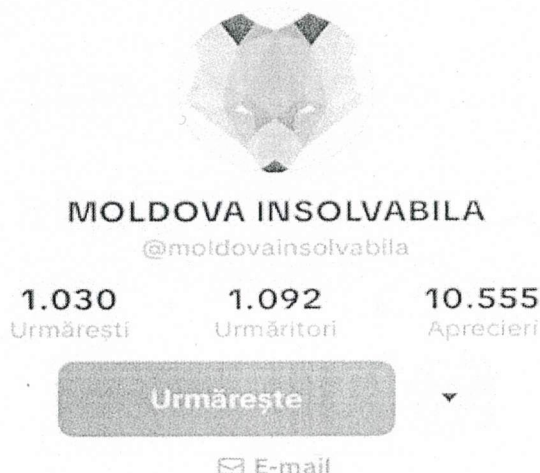 MOLDOVA INSOLVABILA
@moldovainsolvabila
1.030 1.092 10.555
Urmărești Urmăritori Aprecieri
Urmărește
E-mail